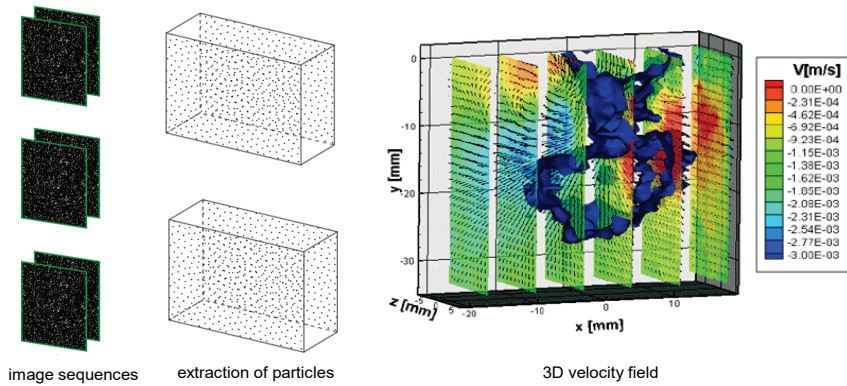 V[m/s]
0.00E+00
-2.31E-04
-4.62E-04
-6.92E-04
-9.23E-04
-1.15E-03
-1.38E-03
-1.62E-03
-1.85E-03
-2.08E-03
-2.31E-03
-2.54E-03
-2.77E-03
-3.00E-03
0
-10
-20
-30
y [mm]
-5
0
5
z [mm]
-20
-10
0
10
x [mm]
image sequences
extraction of particles
3D velocity field